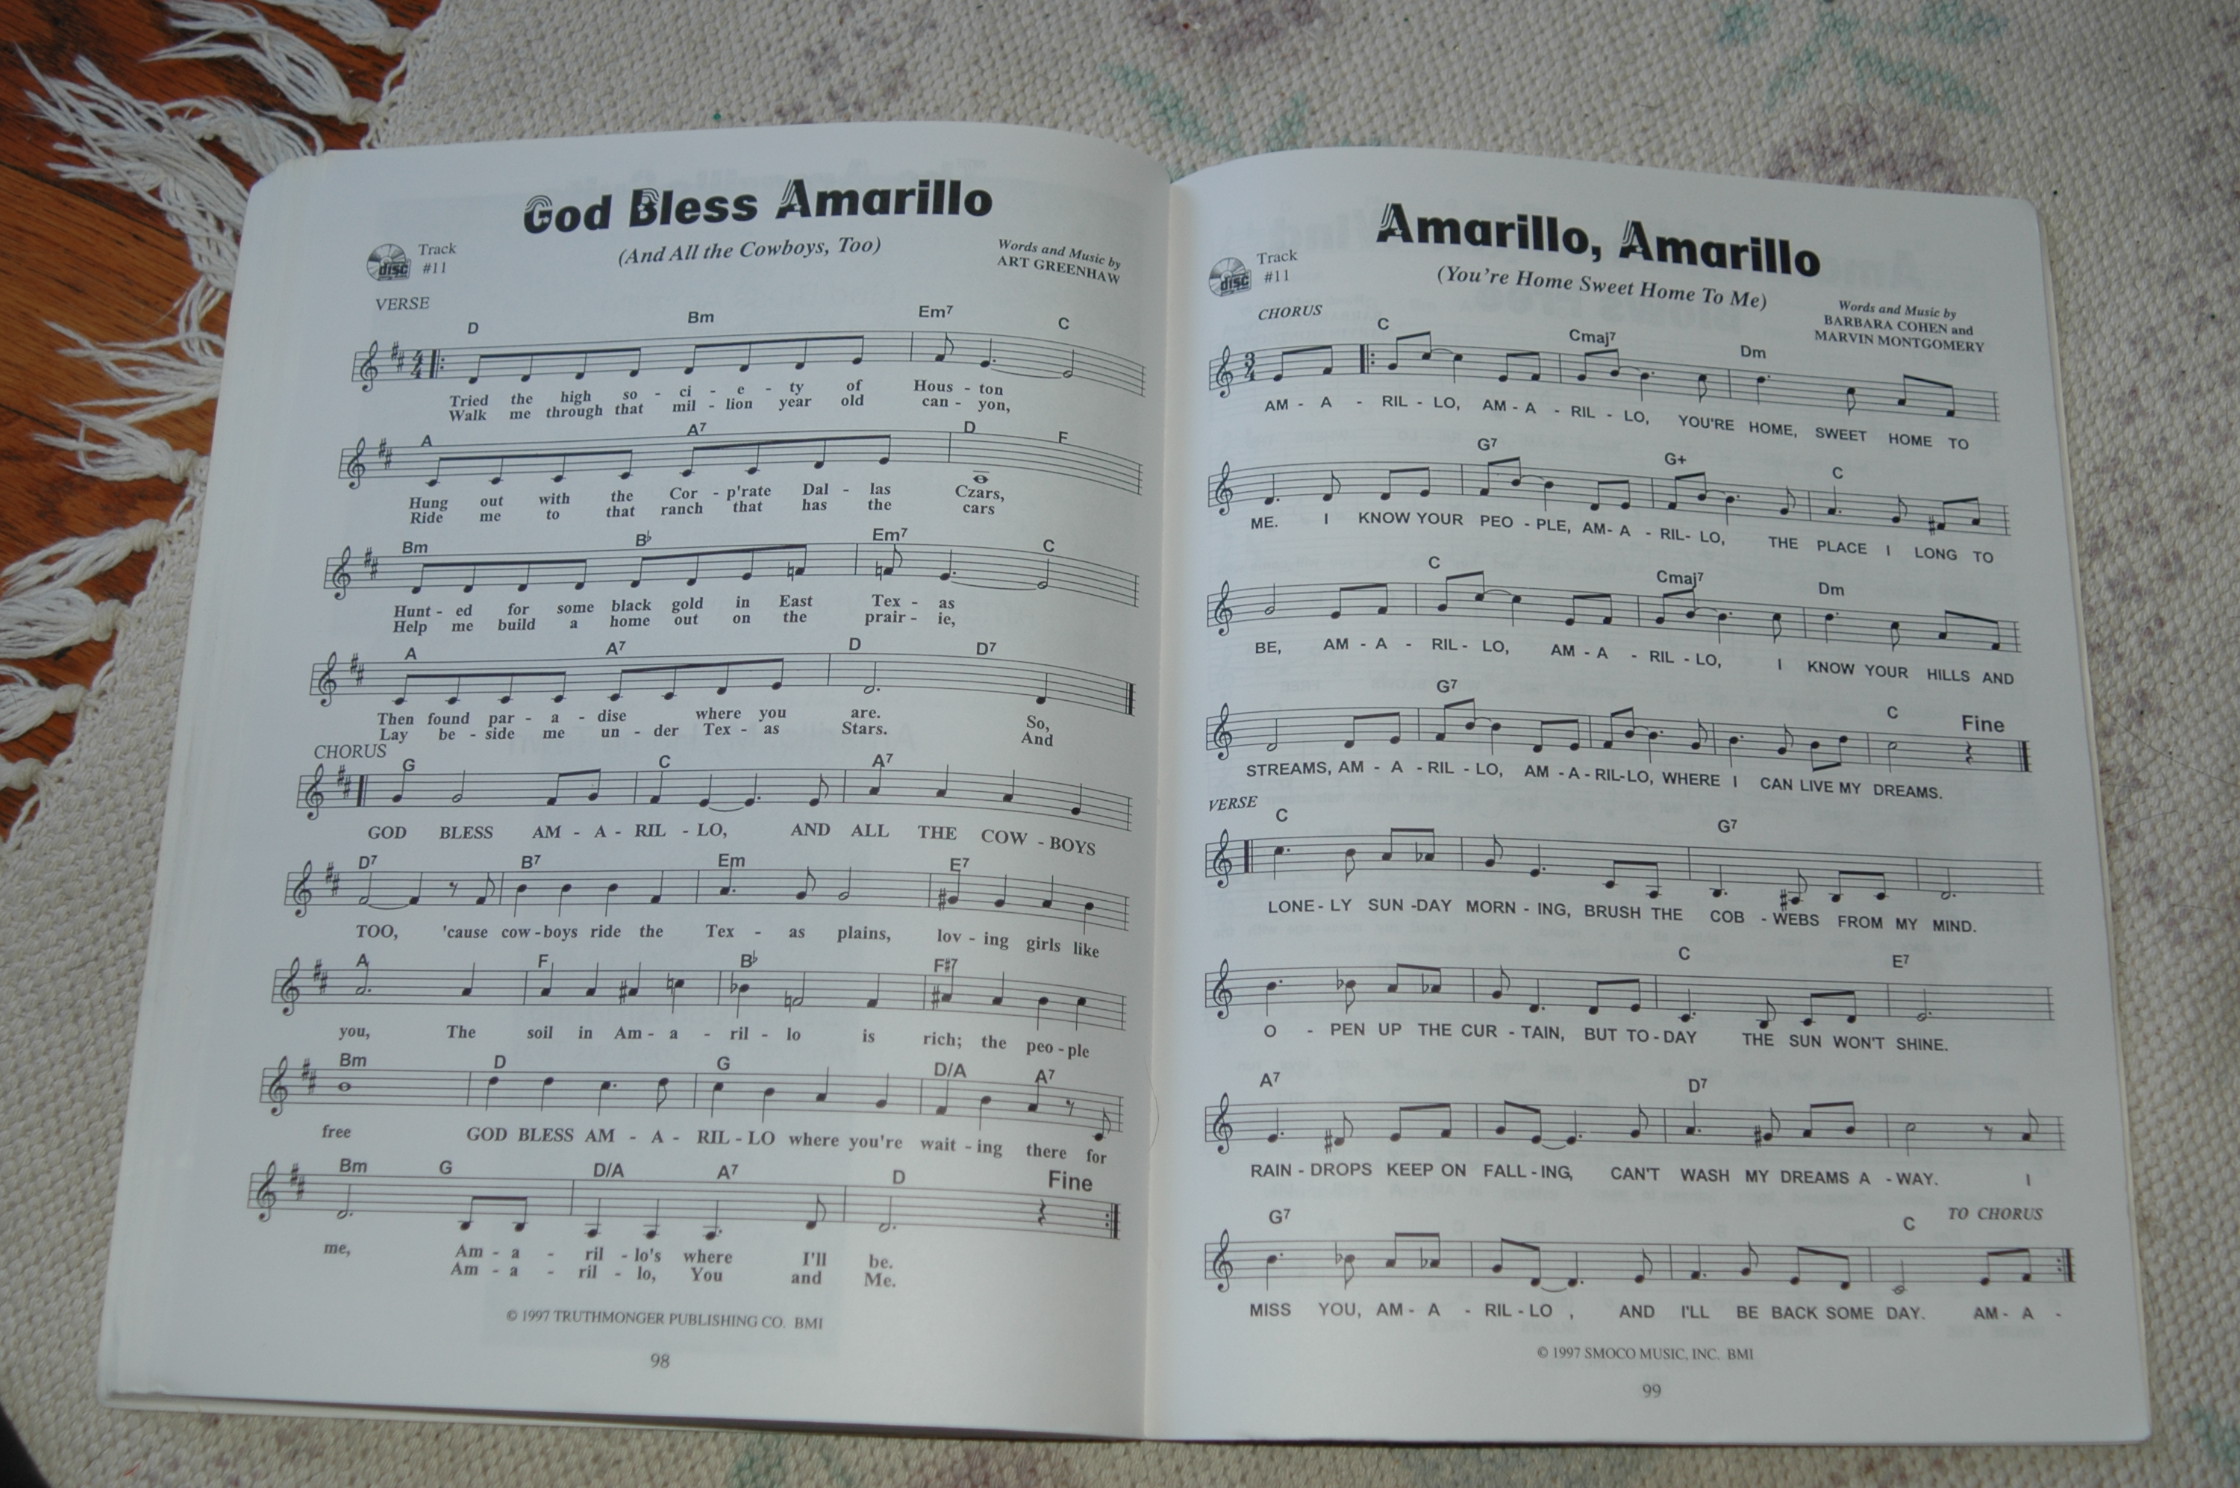 God Bless Amarillo
(And All the Cowboys, Too)
disc
Track
#11
Words and Music by
ART GREENHAW
VERSE
D Bm Em7 C
4
4
Tried the high so - ci - e - ty of Hous - ton
Walk me through that mil - lion year old can - yon,
A A7 D F
Hung out with the Cor - p'rate Dal - las Czars,
Ride me to that ranch that has the cars
Bm B♭ Em7 C
Hunt - ed for some black gold in East Tex - as
Help me build a home out on the prair - ie,
A A7 D D7
Then found par - a - dise where you are. So,
Lay be - side me un - der Tex - as Stars. And
CHORUS
G C A7
GOD BLESS AM - A - RIL - LO, AND ALL THE COW - BOYS
D7 B7 Em E7
TOO, 'cause cow - boys ride the Tex - as plains, lov - ing girls like
A F B♭ F#7
you, The soil in Am - a - ril - lo is rich; the peo - ple
Bm D G D/A A7
free GOD BLESS AM - A - RIL - LO where you're wait - ing there for
Bm G D/A A7 D Fine
me, Am - a - ril - lo's where I'll be.
Am - a - ril - lo, You and Me.
© 1997 TRUTHMONGER PUBLISHING CO. BMI
98
Amarillo, Amarillo
(You're Home Sweet Home To Me)
disc
Track
#11
Words and Music by
BARBARA COHEN and
MARVIN MONTGOMERY
CHORUS
C Cmaj7 Dm
3
4
AM - A - RIL - LO, AM - A - RIL - LO, YOU'RE HOME, SWEET HOME TO
G7 G+ C
ME. I KNOW YOUR PEO - PLE, AM - A - RIL - LO, THE PLACE I LONG TO
C Cmaj7 Dm
BE, AM - A - RIL - LO, AM - A - RIL - LO, I KNOW YOUR HILLS AND
G7 C Fine
STREAMS, AM - A - RIL - LO, AM - A - RIL - LO, WHERE I CAN LIVE MY DREAMS.
VERSE
C G7
LONE - LY SUN - DAY MORN - ING, BRUSH THE COB - WEBS FROM MY MIND.
C E7
O - PEN UP THE CUR - TAIN, BUT TO - DAY THE SUN WON'T SHINE.
A7 D7
RAIN - DROPS KEEP ON FALL - ING, CAN'T WASH MY DREAMS A - WAY. I
G7 C TO CHORUS
MISS YOU, AM - A - RIL - LO, AND I'LL BE BACK SOME DAY. AM - A -
© 1997 SMOCO MUSIC, INC. BMI
99